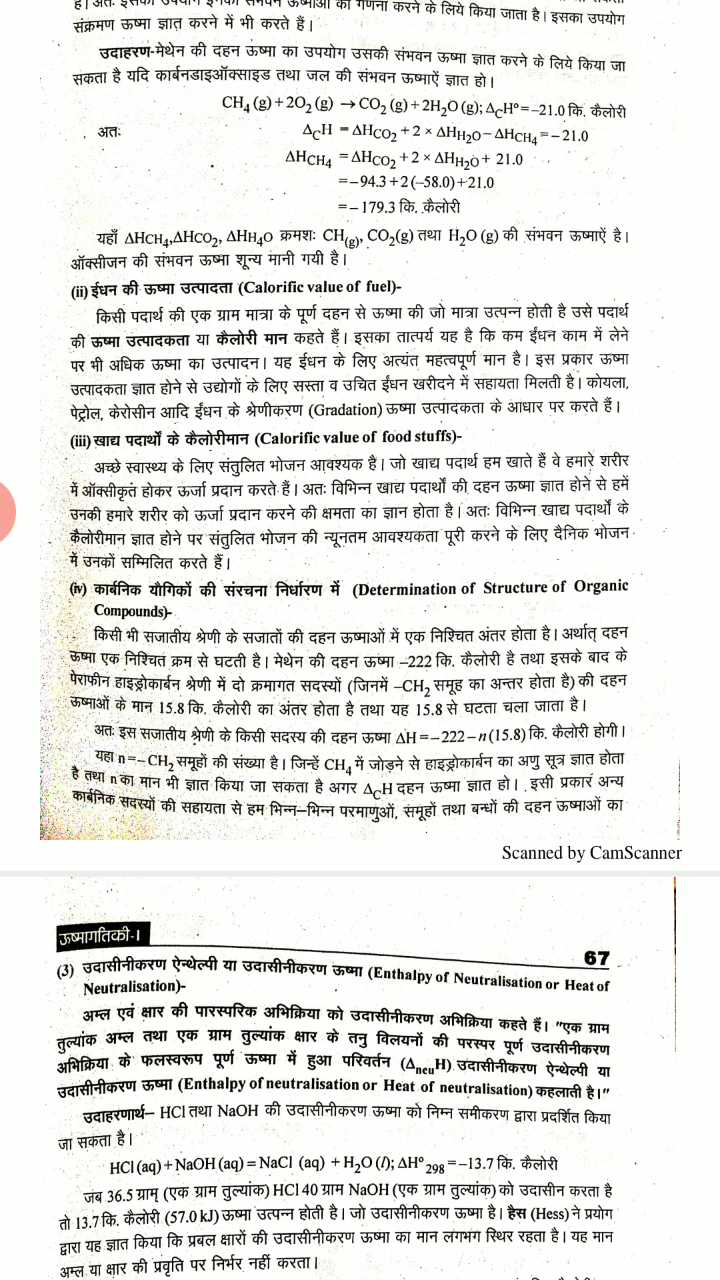 संक्रमण ऊष्मा ज्ञात करने में भी करते हैं।
उदाहरण-मेथेन की दहन ऊष्मा का उपयोग उसकी संभवन ऊष्मा ज्ञात करने के लिये किया जा
सकता है यदि कार्बनडाइऑक्साइड तथा जल की संभवन ऊष्माऐं ज्ञात हो।
CH₄ (g) + 2O₂ (g) → CO₂ (g) + 2H₂O (g); Δ_CH° = –21.0 कि. कैलोरी
अतः Δ_CH = ΔH_CO₂ + 2 × ΔH_H₂O – ΔH_CH₄ = – 21.0
ΔH_CH₄ = ΔH_CO₂ + 2 × ΔH_H₂O + 21.0
= – 94.3 + 2 (–58.0) + 21.0
= – 179.3 कि. कैलोरी
यहाँ ΔH_CH₄, ΔH_CO₂, ΔH_H₄O क्रमशः CH_(g), CO₂(g) तथा H₂O (g) की संभवन ऊष्माऐं है।
ऑक्सीजन की संभवन ऊष्मा शून्य मानी गयी है।
(ii) ईधन की ऊष्मा उत्पादता (Calorific value of fuel)-
किसी पदार्थ की एक ग्राम मात्रा के पूर्ण दहन से ऊष्मा की जो मात्रा उत्पन्न होती है उसे पदार्थ
की ऊष्मा उत्पादकता या कैलोरी मान कहते हैं। इसका तात्पर्य यह है कि कम ईंधन काम में लेने
पर भी अधिक ऊष्मा का उत्पादन। यह ईधन के लिए अत्यंत महत्वपूर्ण मान है। इस प्रकार ऊष्मा
उत्पादकता ज्ञात होने से उद्योगों के लिए सस्ता व उचित ईंधन खरीदने में सहायता मिलती है। कोयला,
पेट्रोल, केरोसीन आदि ईंधन के श्रेणीकरण (Gradation) ऊष्मा उत्पादकता के आधार पर करते हैं।
(iii) खाद्य पदार्थों के कैलोरीमान (Calorific value of food stuffs)-
अच्छे स्वास्थ्य के लिए संतुलित भोजन आवश्यक है। जो खाद्य पदार्थ हम खाते हैं वे हमारे शरीर
में ऑक्सीकृत होकर ऊर्जा प्रदान करते हैं। अतः विभिन्न खाद्य पदार्थों की दहन ऊष्मा ज्ञात होने से हमें
उनकी हमारे शरीर को ऊर्जा प्रदान करने की क्षमता का ज्ञान होता है। अतः विभिन्न खाद्य पदार्थों के
कैलोरीमान ज्ञात होने पर संतुलित भोजन की न्यूनतम आवश्यकता पूरी करने के लिए दैनिक भोजन
में उनकों सम्मिलित करते हैं।
(iv) कार्बनिक यौगिकों की संरचना निर्धारण में (Determination of Structure of Organic
Compounds)-
किसी भी सजातीय श्रेणी के सजातों की दहन ऊष्माओं में एक निश्चित अंतर होता है। अर्थात् दहन
ऊष्मा एक निश्चित क्रम से घटती है। मेथेन की दहन ऊष्मा –222 कि. कैलोरी है तथा इसके बाद के
पेराफीन हाइड्रोकार्बन श्रेणी में दो क्रमागत सदस्यों (जिनमें –CH₂ समूह का अन्तर होता है) की दहन
ऊष्माओं के मान 15.8 कि. कैलोरी का अंतर होता है तथा यह 15.8 से घटता चला जाता है।
अतः इस सजातीय श्रेणी के किसी सदस्य की दहन ऊष्मा ΔH = – 222 – n (15.8) कि. कैलोरी होगी।
यहा n = – CH₂ समूहों की संख्या है। जिन्हें CH₄ में जोड़ने से हाइड्रोकार्बन का अणु सूत्र ज्ञात होता
है तथा n का मान भी ज्ञात किया जा सकता है अगर Δ_CH दहन ऊष्मा ज्ञात हो। इसी प्रकार अन्य
कार्बनिक सदस्यों की सहायता से हम भिन्न–भिन्न परमाणुओं, समूहों तथा बन्धों की दहन ऊष्माओं का
Scanned by CamScanner
ऊष्मागतिकी-I
67
(3) उदासीनीकरण ऐन्थेल्पी या उदासीनीकरण ऊष्मा (Enthalpy of Neutralisation or Heat of
Neutralisation)-
अम्ल एवं क्षार की पारस्परिक अभिक्रिया को उदासीनीकरण अभिक्रिया कहते हैं। "एक ग्राम
तुल्यांक अम्ल तथा एक ग्राम तुल्यांक क्षार के तनु विलयनों की परस्पर पूर्ण उदासीनीकरण
अभिक्रिया के फलस्वरूप पूर्ण ऊष्मा में हुआ परिवर्तन (Δ_neuH) उदासीनीकरण ऐन्थेल्पी या
उदासीनीकरण ऊष्मा (Enthalpy of neutralisation or Heat of neutralisation) कहलाती है।"
उदाहरणार्थ– HCl तथा NaOH की उदासीनीकरण ऊष्मा को निम्न समीकरण द्वारा प्रदर्शित किया
जा सकता है।
HCl (aq) + NaOH (aq) = NaCl (aq) + H₂O (l); ΔH°₂₉₈ = –13.7 कि. कैलोरी
जब 36.5 ग्राम् (एक ग्राम तुल्यांक) HCl 40 ग्राम NaOH (एक ग्राम तुल्यांक) को उदासीन करता है
तो 13.7 कि. कैलोरी (57.0 kJ) ऊष्मा उत्पन्न होती है। जो उदासीनीकरण ऊष्मा है। हैस (Hess) ने प्रयोग
द्वारा यह ज्ञात किया कि प्रबल क्षारों की उदासीनीकरण ऊष्मा का मान लगभग स्थिर रहता है। यह मान
अम्ल या क्षार की प्रवृति पर निर्भर नहीं करता।